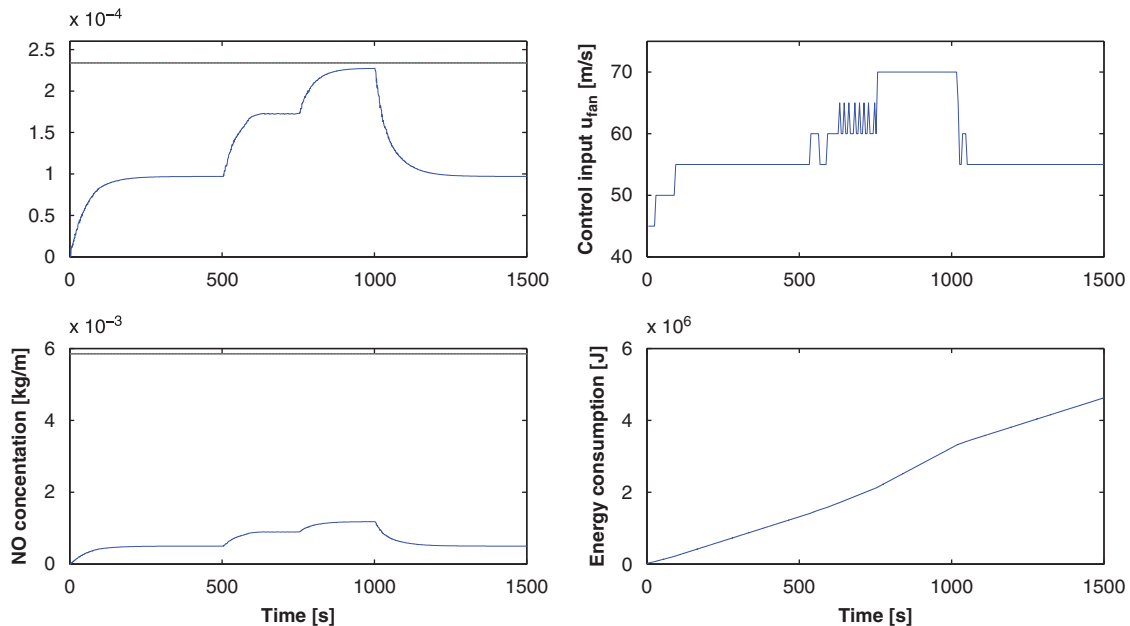 x 10⁻⁴
2.5
2
1.5
1
0.5
0
0 500 1000 1500
Control input u_fan [m/s]
70
60
50
40
0 500 1000 1500
x 10⁻³
NO concentation [kg/m]
6
4
2
0
0 500 1000 1500
Time [s]
x 10⁶
Energy consumption [J]
6
4
2
0
0 500 1000 1500
Time [s]